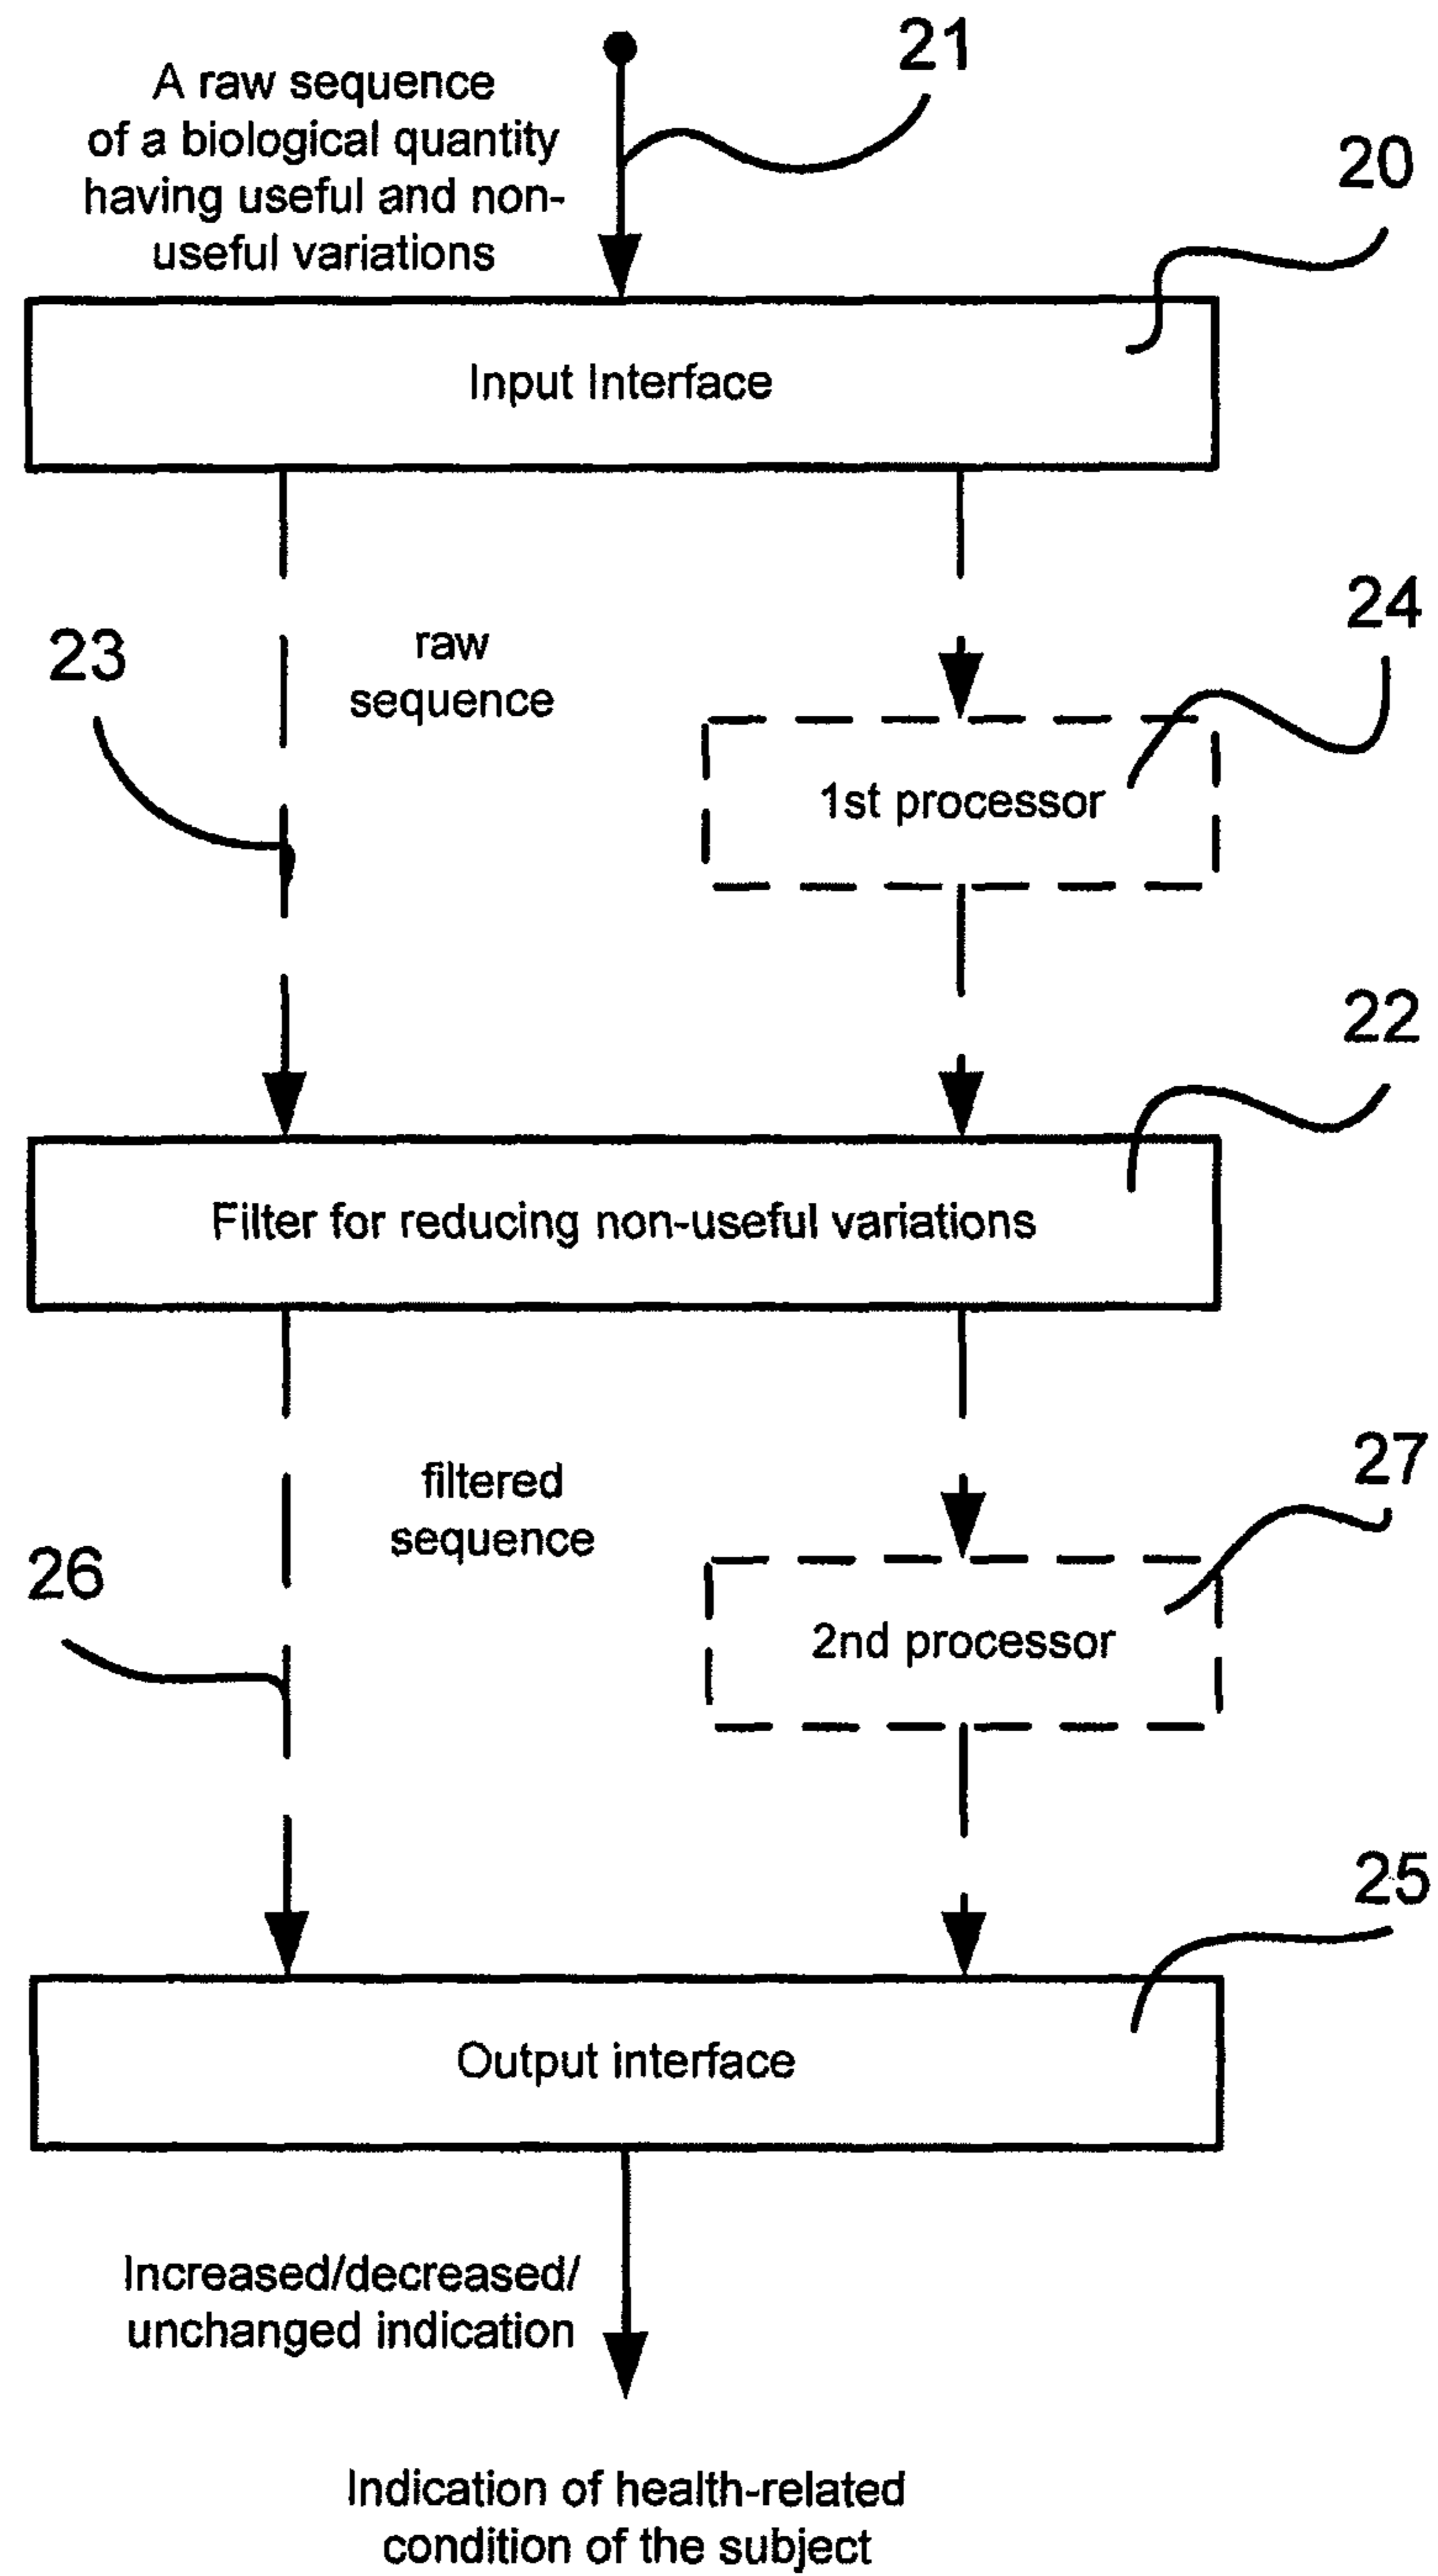 21
A raw sequence
of a biological quantity
having useful and non-
useful variations
20
Input Interface
24
23
raw
sequence
1st processor
22
Filter for reducing non-useful variations
27
filtered
sequence
26
2nd processor
25
Output interface
Increased/decreased/
unchanged indication
Indication of health-related
condition of the subject